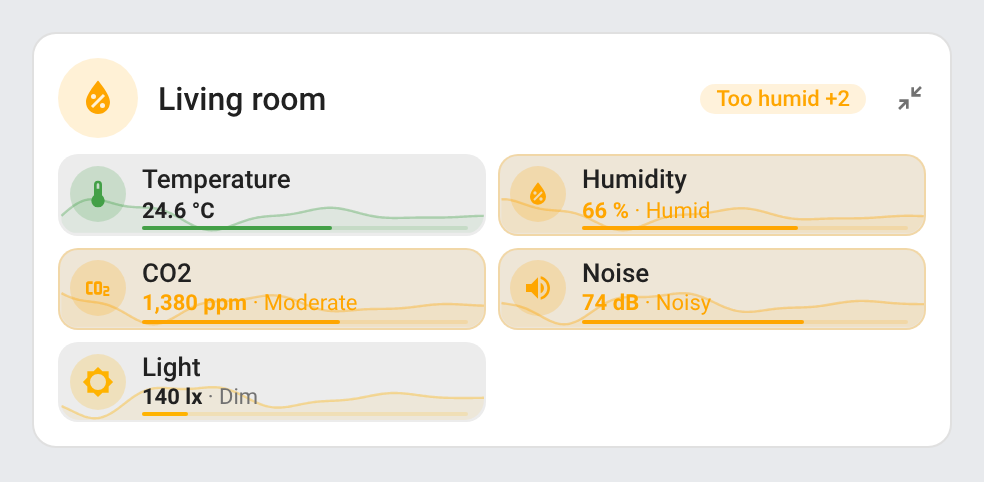 Living room
Too humid +2
Temperature
24.6 °C
Humidity
66 % · Humid
CO2
CO2
1,380 ppm · Moderate
Noise
74 dB · Noisy
Light
140 lx · Dim